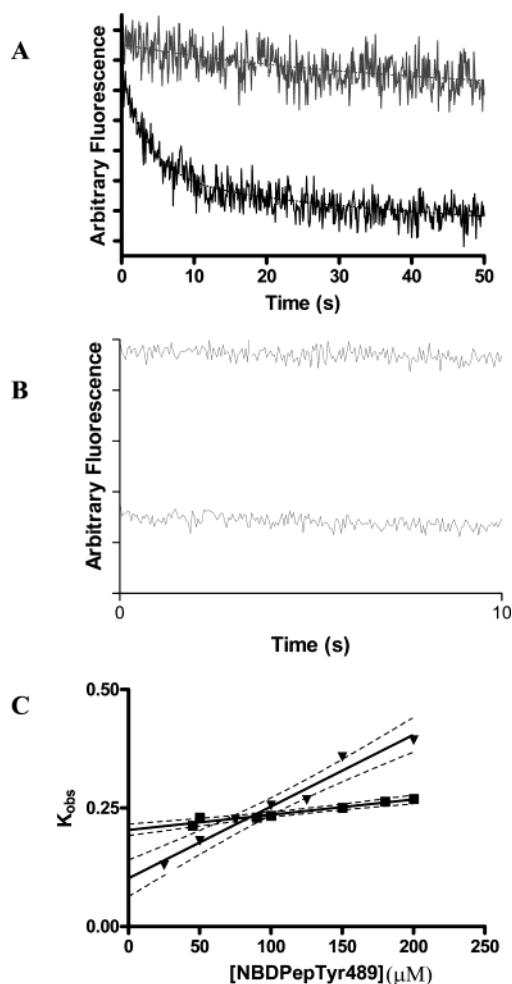 A
Arbitrary Fluorescence
0 10 20 30 40 50
Time (s)
B
Arbitrary Fluorescence
0 10
Time (s)
C
K_obs
0.50
0.25
0.00
0 50 100 150 200 250
[NBDPepTyr489] (µM)